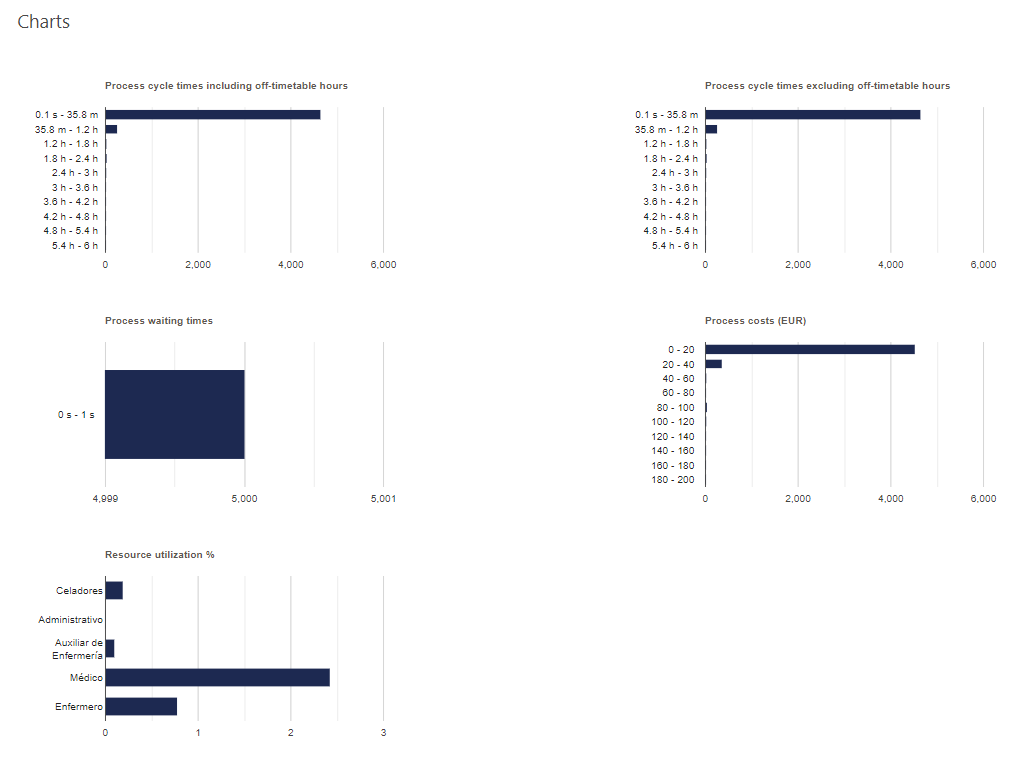 Charts
Process cycle times including off-timetable hours
0.1 s - 35.8 m
35.8 m - 1.2 h
1.2 h - 1.8 h
1.8 h - 2.4 h
2.4 h - 3 h
3 h - 3.6 h
3.6 h - 4.2 h
4.2 h - 4.8 h
4.8 h - 5.4 h
5.4 h - 6 h
0 2,000 4,000 6,000
Process cycle times excluding off-timetable hours
0.1 s - 35.8 m
35.8 m - 1.2 h
1.2 h - 1.8 h
1.8 h - 2.4 h
2.4 h - 3 h
3 h - 3.6 h
3.6 h - 4.2 h
4.2 h - 4.8 h
4.8 h - 5.4 h
5.4 h - 6 h
0 2,000 4,000 6,000
Process waiting times
0 s - 1 s
4,999 5,000 5,001
Process costs (EUR)
0 - 20
20 - 40
40 - 60
60 - 80
80 - 100
100 - 120
120 - 140
140 - 160
160 - 180
180 - 200
0 2,000 4,000 6,000
Resource utilization %
Celadores
Administrativo
Auxiliar de
Enfermería
Médico
Enfermero
0 1 2 3